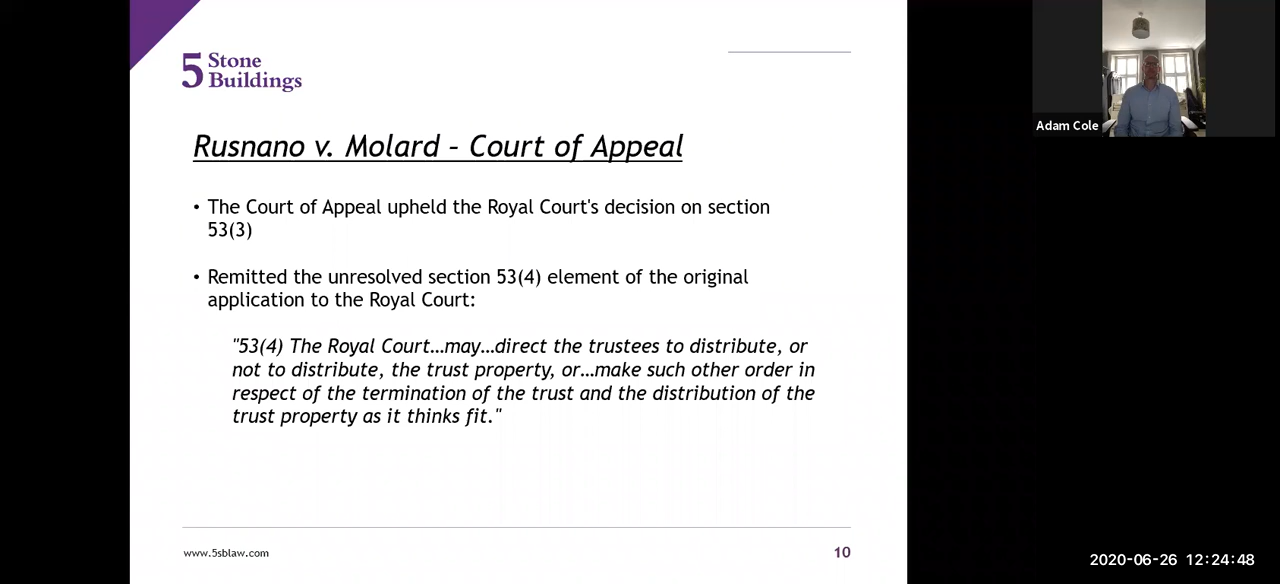 5 Stone
Buildings
Adam Cole
Rusnano v. Molard – Court of Appeal
• The Court of Appeal upheld the Royal Court's decision on section
53(3)
• Remitted the unresolved section 53(4) element of the original
application to the Royal Court:
"53(4) The Royal Court…may…direct the trustees to distribute, or
not to distribute, the trust property, or…make such other order in
respect of the termination of the trust and the distribution of the
trust property as it thinks fit."
www.5sblaw.com
10
2020-06-26 12:24:48